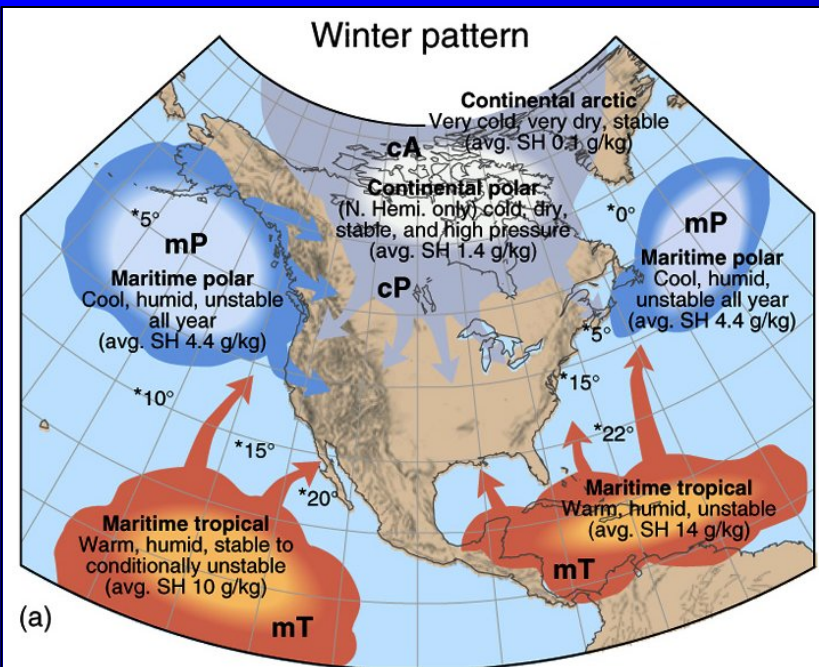 Winter pattern
Continental arctic
Very cold, very dry, stable
(avg. SH 0.1 g/kg)
cA
Continental polar
(N. Hemi. only) cold, dry,
stable, and high pressure
(avg. SH 1.4 g/kg)
cP
*5°
mP
Maritime polar
Cool, humid, unstable
all year
(avg. SH 4.4 g/kg)
*0°
mP
Maritime polar
Cool, humid,
unstable all year
(avg. SH 4.4 g/kg)
*5°
*10°
*15°
*15°
*22°
*20°
Maritime tropical
Warm, humid, stable to
conditionally unstable
(avg. SH 10 g/kg)
mT
Maritime tropical
Warm, humid, unstable
(avg. SH 14 g/kg)
mT
(a)